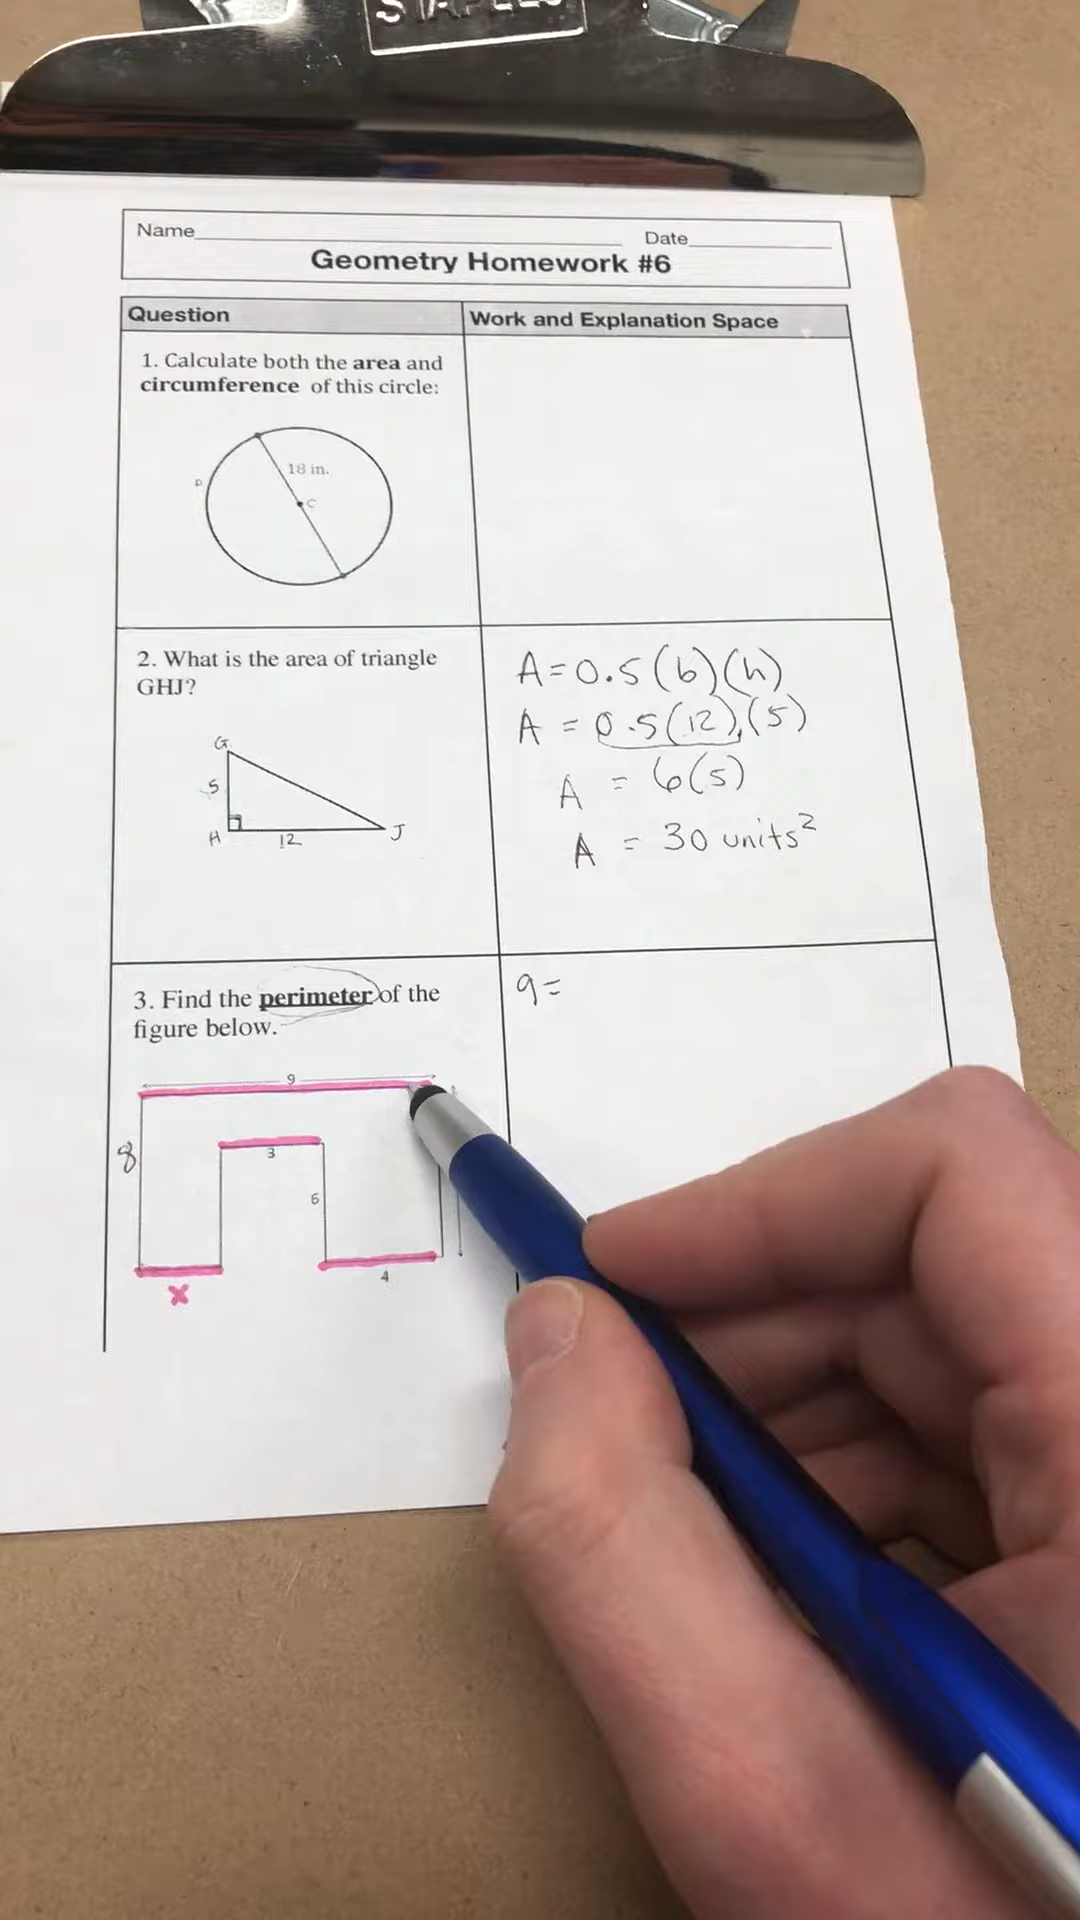 STAPLES
Name Date
Geometry Homework #6
Question Work and Explanation Space
1. Calculate both the area and
circumference of this circle:
18 in.
C
2. What is the area of triangle
GHJ?
G
5
H 12 J
A=0.5(b)(h)
A = 0.5(12)(5)
A = 6(5)
A = 30 units²
3. Find the perimeter of the
figure below.
9=
9
8
3
6
4
x